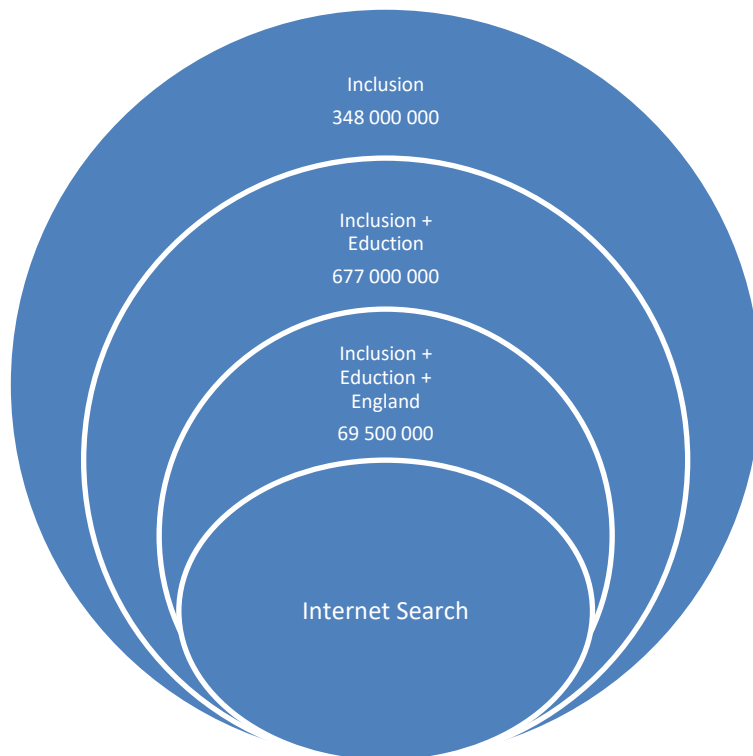 Inclusion
348 000 000
Inclusion +
Eduction
677 000 000
Inclusion +
Eduction +
England
69 500 000
Internet Search